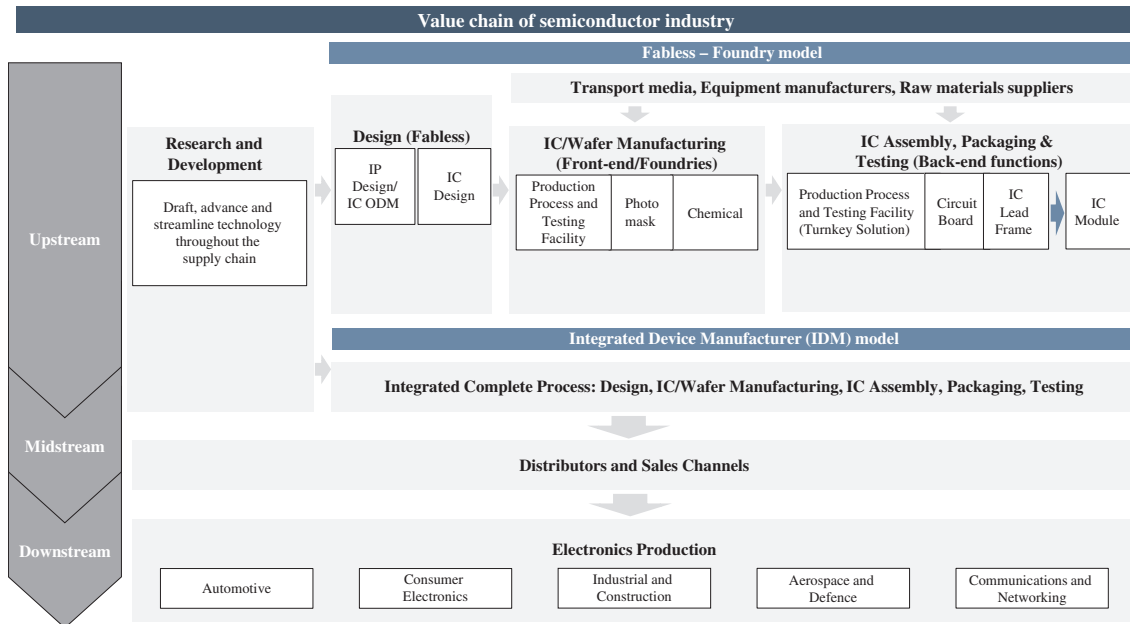 Value chain of semiconductor industry
Fabless – Foundry model
Transport media, Equipment manufacturers, Raw materials suppliers
Upstream
Research and
Development
Draft, advance and
streamline technology
throughout the
supply chain
Design (Fabless)
IP
Design/
IC ODM
IC
Design
IC/Wafer Manufacturing
(Front-end/Foundries)
Production
Process and
Testing
Facility
Photo
mask
Chemical
IC Assembly, Packaging &
Testing (Back-end functions)
Production Process
and Testing Facility
(Turnkey Solution)
Circuit
Board
IC
Lead
Frame
IC
Module
Integrated Device Manufacturer (IDM) model
Integrated Complete Process: Design, IC/Wafer Manufacturing, IC Assembly, Packaging, Testing
Midstream
Distributors and Sales Channels
Downstream
Electronics Production
Automotive
Consumer
Electronics
Industrial and
Construction
Aerospace and
Defence
Communications and
Networking